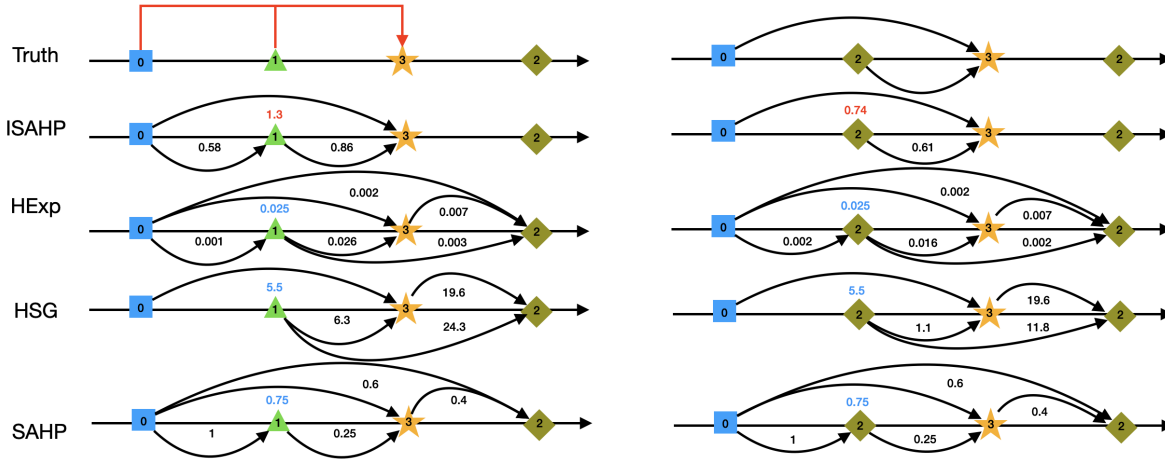 Truth 0 1 3 2 0 2 3 2
1.3 0.74
ISAHP 0 1 3 2 0 2 3 2
0.58 0.86 0.61
0.002 0.002
HExp 0.025 0.007 0.025 0.007
0 1 3 2 0 2 3 2
0.001 0.026 0.003 0.002 0.016 0.002
5.5 19.6 5.5 19.6
HSG 0 1 3 2 0 2 3 2
6.3 24.3 1.1 11.8
0.6 0.6
0.75 0.4 0.75 0.4
SAHP 0 1 3 2 0 2 3 2
1 0.25 1 0.25